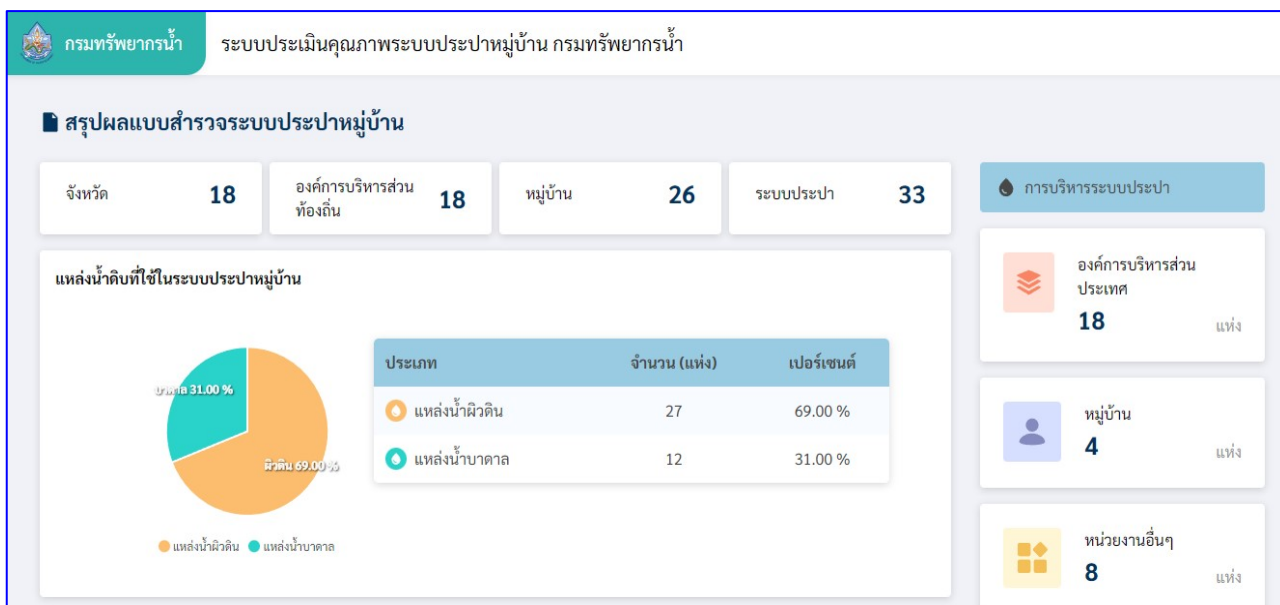 กรมทรัพยากรน้ำ
ระบบประเมินคุณภาพระบบประปาหมู่บ้าน กรมทรัพยากรน้ำ
สรุปผลแบบสำรวจระบบประปาหมู่บ้าน
จังหวัด 18
องค์การบริหารส่วน
ท้องถิ่น 18
หมู่บ้าน 26
ระบบประปา 33
การบริหารระบบประปา
แหล่งน้ำดิบที่ใช้ในระบบประปาหมู่บ้าน
บาดาล 31.00 %
ผิวดิน 69.00 %
แหล่งน้ำผิวดิน แหล่งน้ำบาดาล
ประเภท จำนวน (แห่ง) เปอร์เซนต์
แหล่งน้ำผิวดิน 27 69.00 %
แหล่งน้ำบาดาล 12 31.00 %
องค์การบริหารส่วน
ประเทศ
18 แห่ง
หมู่บ้าน
4 แห่ง
หน่วยงานอื่นๆ
8 แห่ง